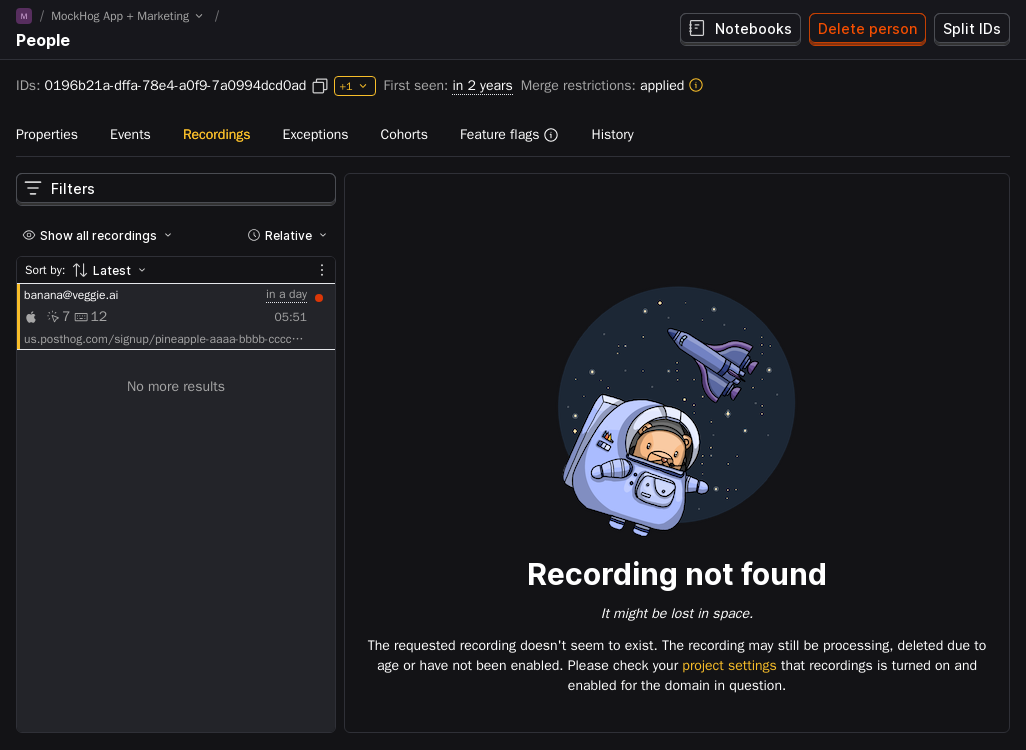 M / MockHog App + Marketing /
People
Notebooks
Delete person
Split IDs
IDs: 0196b21a-dffa-78e4-a0f9-7a0994dcd0ad +1 First seen: in 2 years Merge restrictions: applied
Properties Events Recordings Exceptions Cohorts Feature flags History
Filters
Show all recordings Relative
Sort by: Latest
banana@veggie.ai in a day
7 12 05:51
us.posthog.com/signup/pineapple-aaaa-bbbb-cccc…
No more results
Recording not found
It might be lost in space.
The requested recording doesn't seem to exist. The recording may still be processing, deleted due to
age or have not been enabled. Please check your project settings that recordings is turned on and
enabled for the domain in question.